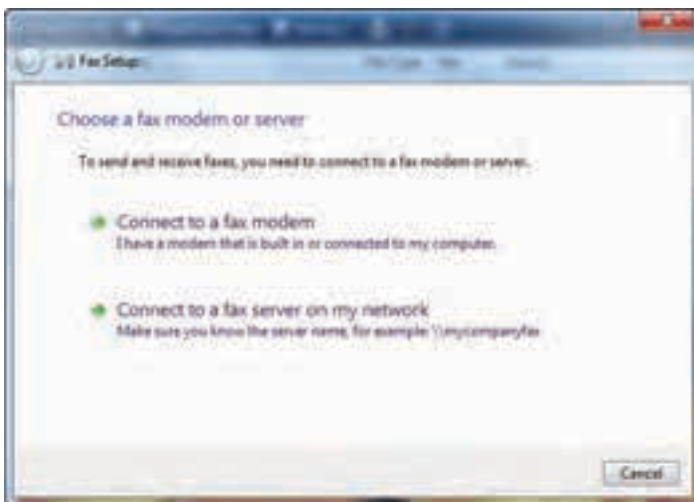 Fax Setup
Choose a fax modem or server
To send and receive faxes, you need to connect to a fax modem or server.
Connect to a fax modem
I have a modem that is built in or connected to my computer.
Connect to a fax server on my network
Make sure you know the server name, for example: \\mycompanyfax
Cancel